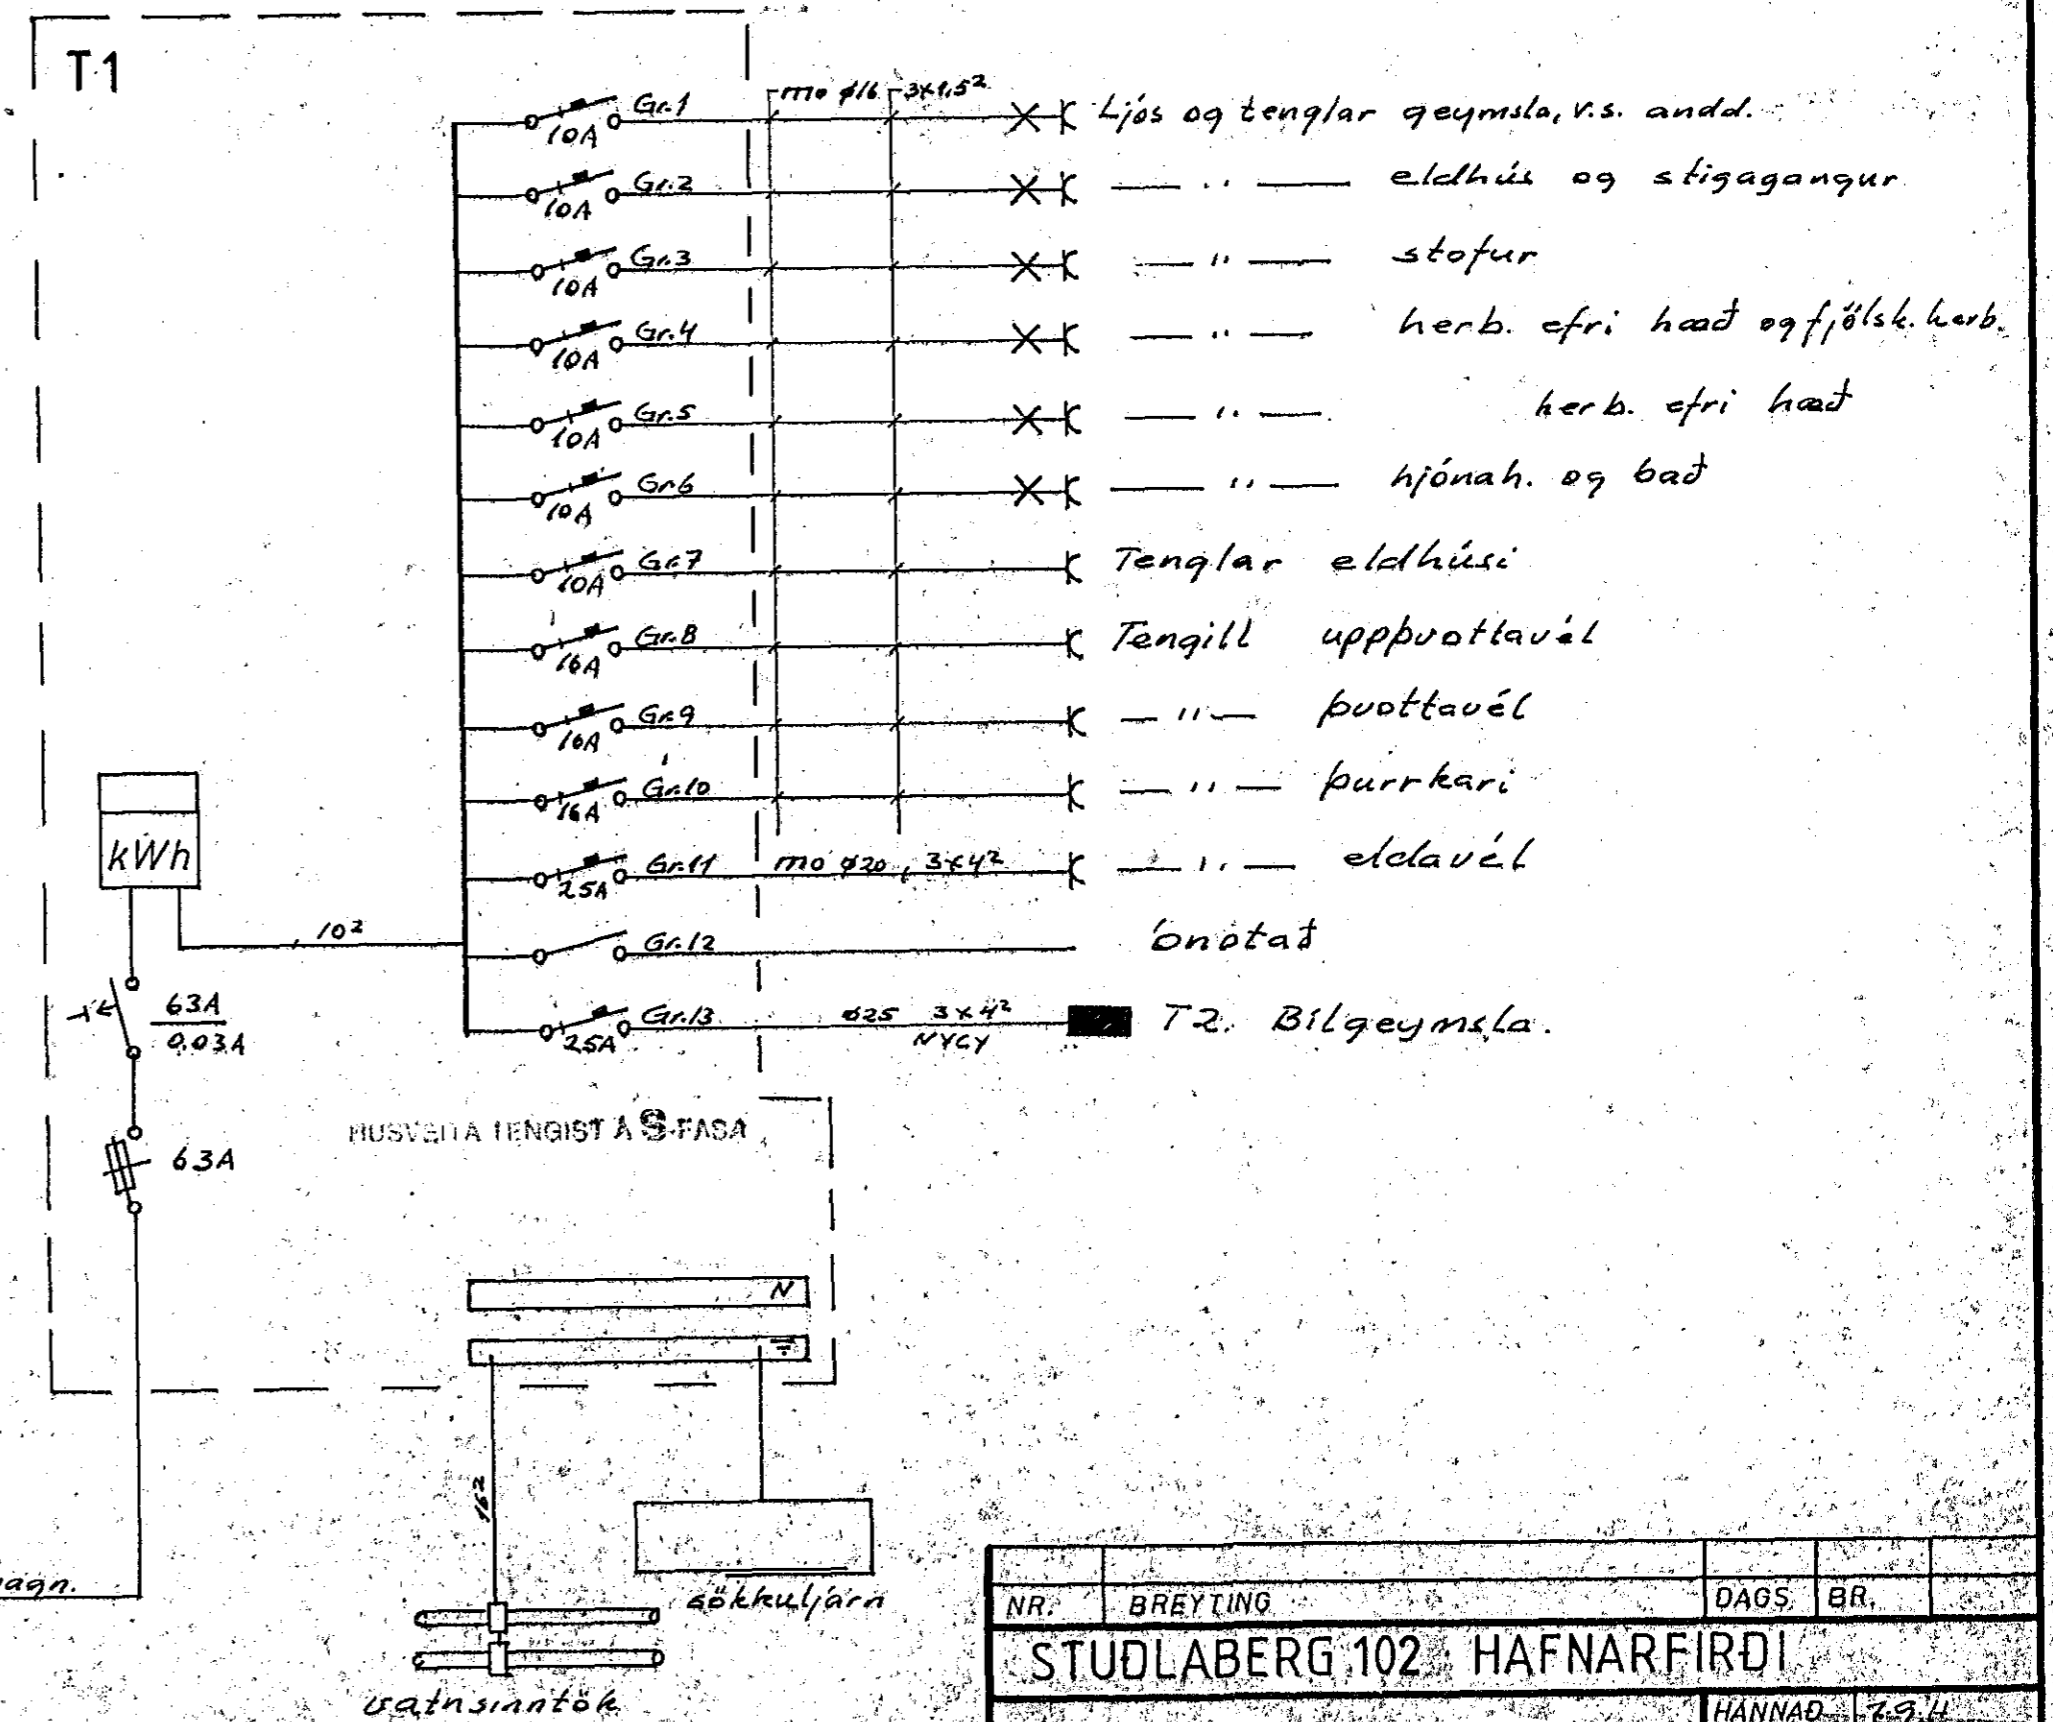 T1
mo ø16 3x1,5²
Gr.1 10A Ljós og tenglar geymsla, v.s. andd.
Gr.2 10A — " — eldhús og stigagangur
Gr.3 10A — " — stofur
Gr.4 10A — " — herb. efri hæð og fjölsk. herb.
Gr.5 10A — " — herb. efri hæð
Gr.6 10A — " — hjónah. og bað
Gr.7 10A Tenglar eldhúsi
Gr.8 16A Tengill uppþvottavél
Gr.9 16A — " — þvottavél
Gr.10 16A — " — þurrkari
kWh
Gr.11 25A mo ø20, 3x4² — " — eldavél
10²
Gr.12 ónotað
63A
0.03A
Gr.13 25A ø25 3x4² NYCY T2. Bílgeymsla.
HUSVEITA TENGIST A S-FASA
63A
N
16²
sökkuljárn
vatnsinntök
NR. BREYTING DAGS. BR.
STUÐLABERG 102 HAFNARFIRÐI
HANNAÐ